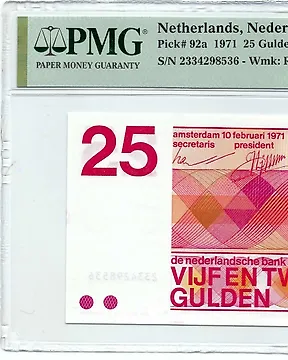 PMG
PAPER MONEY GUARANTY
Netherlands, Neder
Pick# 92a 1971 25 Gulde
S/N 2334298536 - Wmk:
25
amsterdam 10 februari 1971
secretaris president
de nederlandsche bank
VIJF EN TW
GULDEN